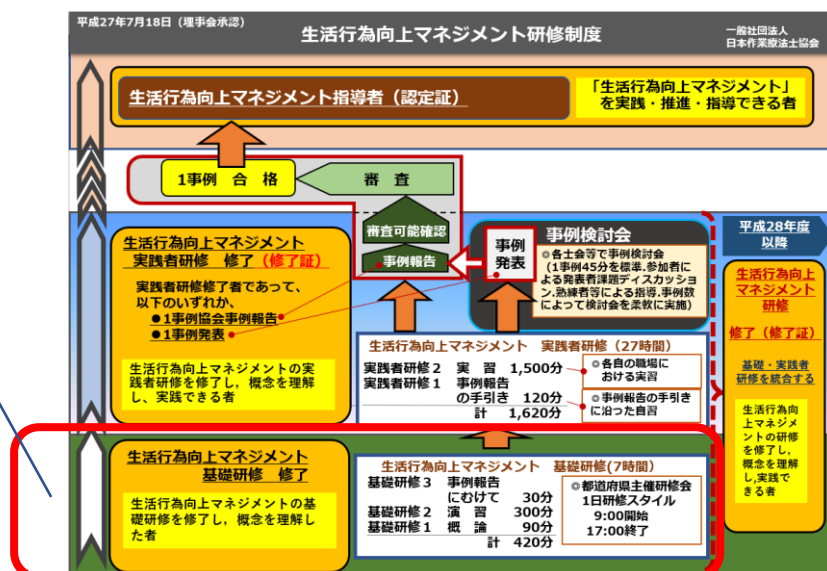 平成27年7月18日（理事会承認）
生活行為向上マネジメント研修制度
一般社団法人
日本作業療法士協会
生活行為向上マネジメント指導者（認定証）
「生活行為向上マネジメント」
を実践・推進・指導できる者
1事例 合 格
審 査
審査可能確認
事例報告
生活行為向上マネジメント
実践者研修 修了（修了証）
実践者研修修了者であって、
以下のいずれか、
●1事例協会事例報告
●1事例発表
生活行為向上マネジメントの実
践者研修を修了し，概念を理解
し、実践できる者
事例
発表
事例検討会
◎各士会等で事例検討会
(1事例45分を標準.参加者に
よる発表者課題ディスカッショ
ン.熟練者等による指導.事例数
によって検討会を柔軟に実施)
生活行為向上マネジメント 実践者研修（27時間）
実践者研修２ 実 習 1,500分
実践者研修１ 事例報告
の手引き 120分
計 1,620分
◎各自の職場に
おける実習
◎事例報告の手引き
に沿った自習
平成28年度
以降
生活行為向上
マネジメント
研修
修了（修了証）
基礎・実践者
研修を統合する
生活行為向
上マネジメ
ントの研修
を修了し，
概念を理解
し,実践で
きる者
生活行為向上マネジメント
基礎研修 修了
生活行為向上マネジメントの基
礎研修を修了し，概念を理解し
た者
生活行為向上マネジメント 基礎研修(7時間)
基礎研修３ 事例報告
にむけて 30分
基礎研修２ 演 習 300分
基礎研修１ 概 論 90分
計 420分
◎都道府県主催研修会
1日研修スタイル
9:00開始
17:00終了